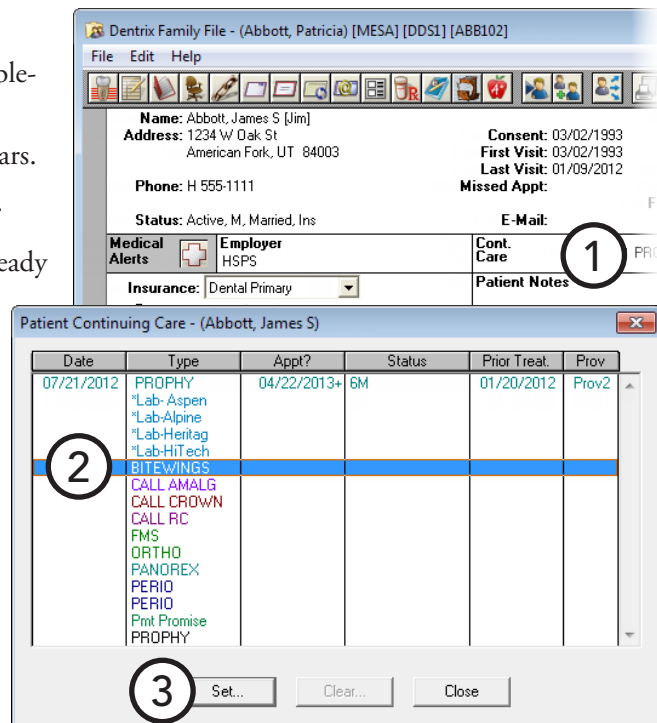 ple-
ars.
eady
Dentrix Family File - (Abbott, Patricia) [MESA] [DDS1] [ABB102]
File Edit Help
Name: Abbott, James S [Jim]
Address: 1234 W Oak St
American Fork, UT 84003
Phone: H 555-1111
Status: Active, M, Married, Ins
Consent: 03/02/1993
First Visit: 03/02/1993
Last Visit: 01/09/2012
Missed Appt:
F
E-Mail:
Medical Alerts
Employer
HSPS
Cont. Care
1
PRO
Insurance: Dental Primary
Patient Notes
Patient Continuing Care - (Abbott, James S)
Date Type Appt? Status Prior Treat. Prov
07/21/2012 PROPHY 04/22/2013+ 6M 01/20/2012 Prov2
*Lab- Aspen
*Lab-Alpine
*Lab-Heritag
*Lab-HiTech
2
BITEWINGS
CALL AMALG
CALL CROWN
CALL RC
FMS
ORTHO
PANOREX
PERIO
PERIO
Pmt Promise
PROPHY
3
Set... Clear... Close